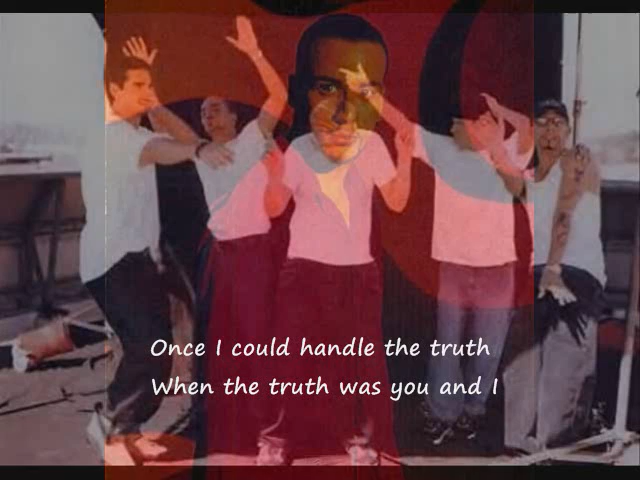 Once I could handle the truth
When the truth was you and I